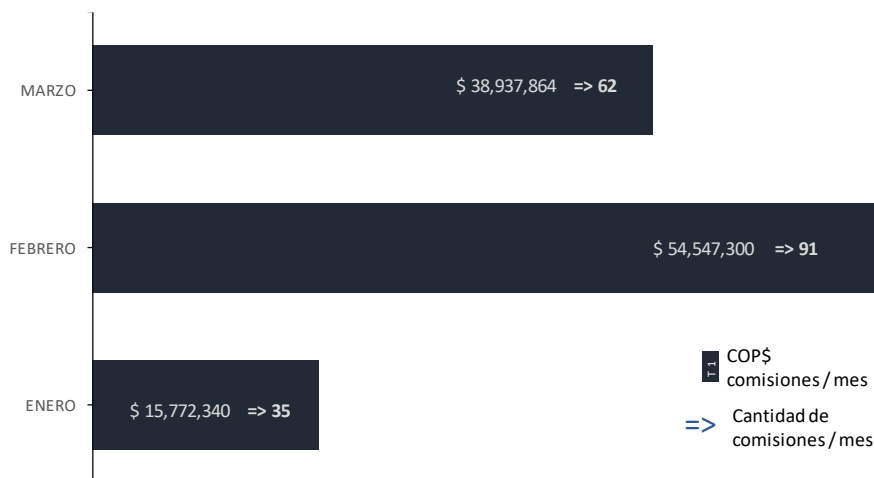 MARZO
$ 38,937,864 => 62
FEBRERO
$ 54,547,300 => 91
ENERO
$ 15,772,340 => 35
T 1
COP$
comisiones / mes
=>
Cantidad de
comisiones / mes